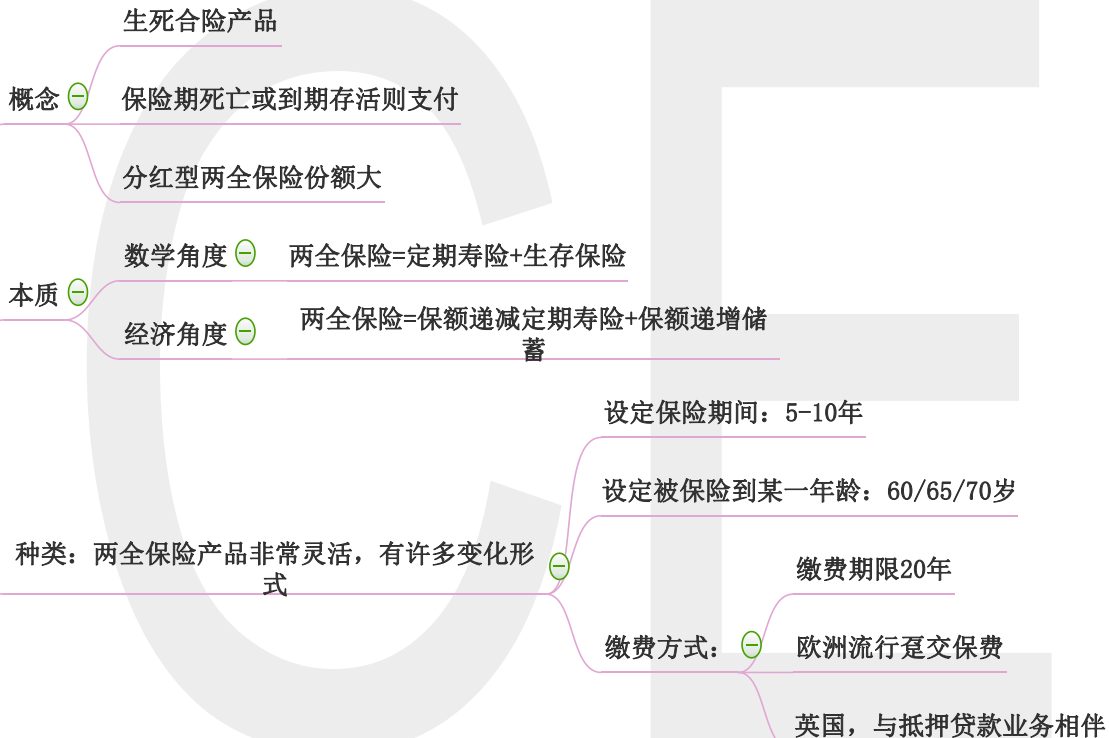 生死合险产品
概念
保险期死亡或到期存活则支付
分红型两全保险份额大
数学角度
两全保险=定期寿险+生存保险
本质
经济角度
两全保险=保额递减定期寿险+保额递增储
蓄
设定保险期间：5-10年
设定被保险到某一年龄：60/65/70岁
种类：两全保险产品非常灵活，有许多变化形
式
缴费期限20年
缴费方式：
欧洲流行趸交保费
英国，与抵押贷款业务相伴